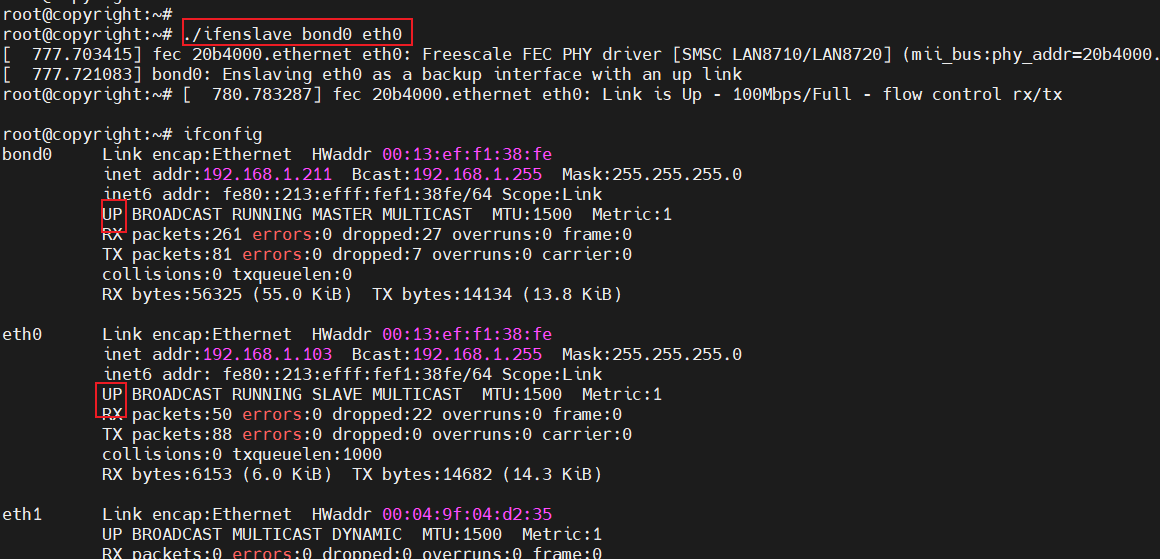 root@copyright:~#
root@copyright:~# ./ifenslave bond0 eth0
[  777.703415] fec 20b4000.ethernet eth0: Freescale FEC PHY driver [SMSC LAN8710/LAN8720] (mii_bus:phy_addr=20b4000.
[  777.721083] bond0: Enslaving eth0 as a backup interface with an up link
root@copyright:~# [  780.783287] fec 20b4000.ethernet eth0: Link is Up - 100Mbps/Full - flow control rx/tx
root@copyright:~# ifconfig
bond0     Link encap:Ethernet  HWaddr 00:13:ef:f1:38:fe
          inet addr:192.168.1.211  Bcast:192.168.1.255  Mask:255.255.255.0
          inet6 addr: fe80::213:efff:fef1:38fe/64 Scope:Link
          UP BROADCAST RUNNING MASTER MULTICAST  MTU:1500  Metric:1
          RX packets:261 errors:0 dropped:27 overruns:0 frame:0
          TX packets:81 errors:0 dropped:7 overruns:0 carrier:0
          collisions:0 txqueuelen:0
          RX bytes:56325 (55.0 KiB)  TX bytes:14134 (13.8 KiB)
eth0      Link encap:Ethernet  HWaddr 00:13:ef:f1:38:fe
          inet addr:192.168.1.103  Bcast:192.168.1.255  Mask:255.255.255.0
          inet6 addr: fe80::213:efff:fef1:38fe/64 Scope:Link
          UP BROADCAST RUNNING SLAVE MULTICAST  MTU:1500  Metric:1
          RX packets:50 errors:0 dropped:22 overruns:0 frame:0
          TX packets:88 errors:0 dropped:0 overruns:0 carrier:0
          collisions:0 txqueuelen:1000
          RX bytes:6153 (6.0 KiB)  TX bytes:14682 (14.3 KiB)
eth1      Link encap:Ethernet  HWaddr 00:04:9f:04:d2:35
          UP BROADCAST MULTICAST DYNAMIC  MTU:1500  Metric:1
          RX packets:0 errors:0 dropped:0 overruns:0 frame:0